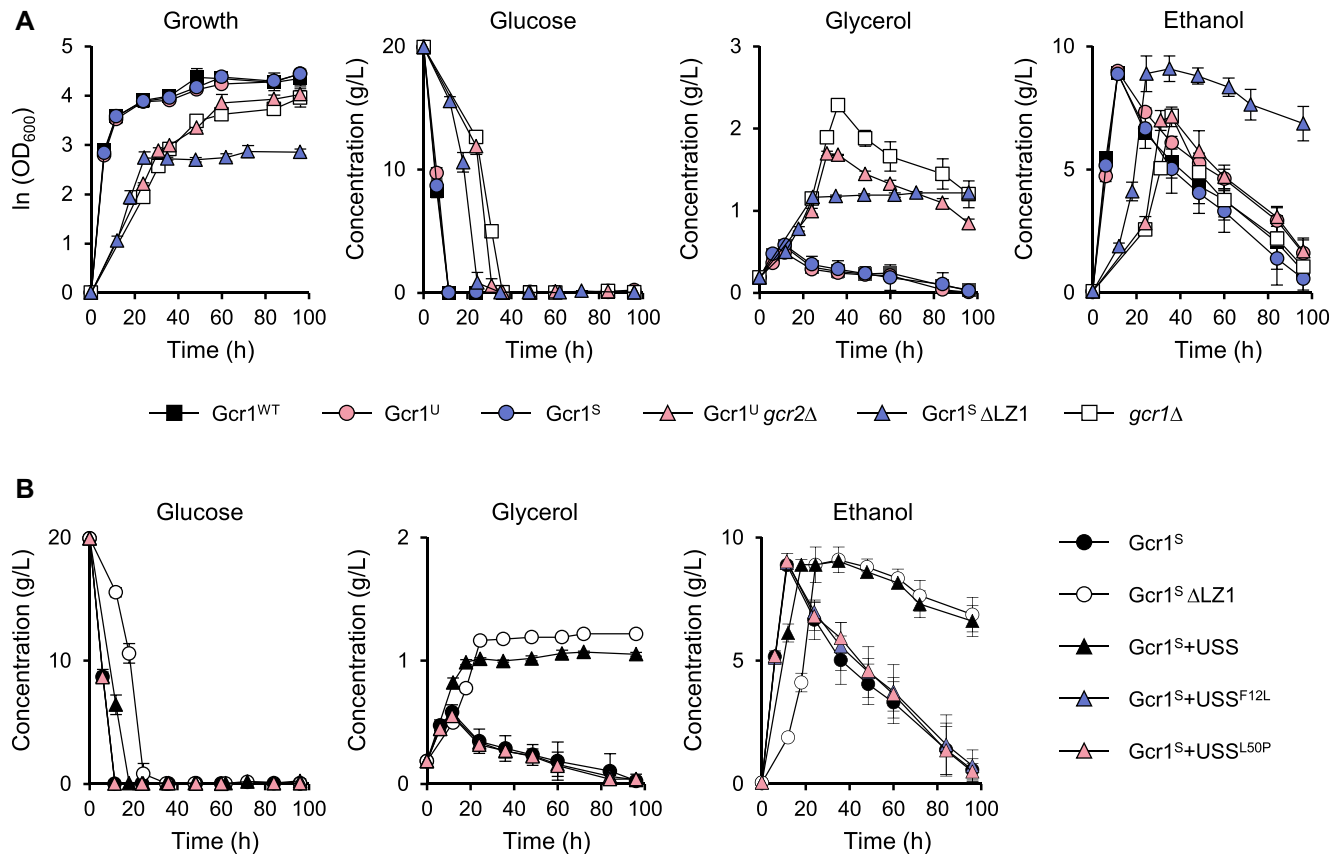 A
Growth
Glucose
Glycerol
Ethanol
ln (OD600)
5
4
3
2
1
0
0 20 40 60 80 100
Time (h)
Concentration (g/L)
20
10
0
0 20 40 60 80 100
Time (h)
Concentration (g/L)
3
2
1
0
0 20 40 60 80 100
Time (h)
Concentration (g/L)
10
5
0
0 20 40 60 80 100
Time (h)
Gcr1WT
Gcr1U
Gcr1S
Gcr1U gcr2Δ
Gcr1S ΔLZ1
gcr1Δ
B
Glucose
Glycerol
Ethanol
Concentration (g/L)
20
10
0
0 20 40 60 80 100
Time (h)
Concentration (g/L)
2
1
0
0 20 40 60 80 100
Time (h)
Concentration (g/L)
10
5
0
0 20 40 60 80 100
Time (h)
Gcr1S
Gcr1S ΔLZ1
Gcr1S+USS
Gcr1S+USSF12L
Gcr1S+USSL50P